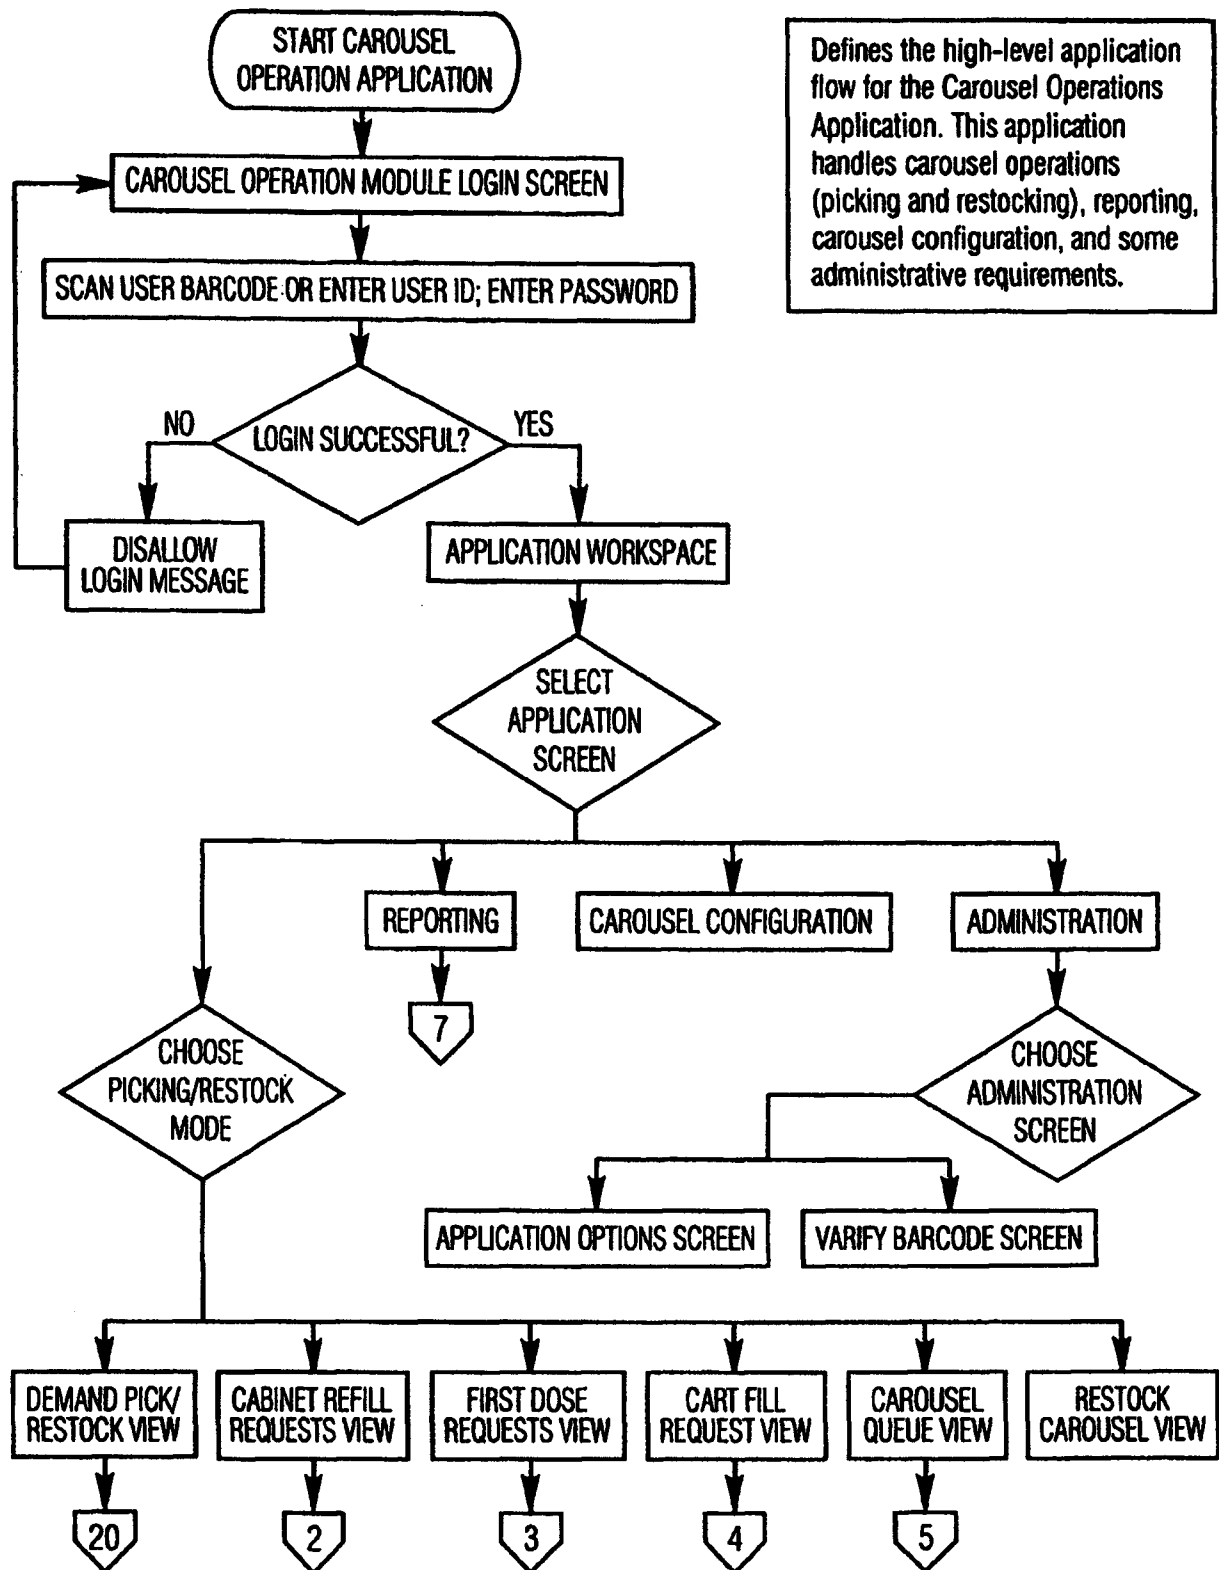 START CAROUSEL
OPERATION APPLICATION
Defines the high-level application
flow for the Carousel Operations
Application. This application
handles carousel operations
(picking and restocking), reporting,
carousel configuration, and some
administrative requirements.
CAROUSEL OPERATION MODULE LOGIN SCREEN
SCAN USER BARCODE OR ENTER USER ID; ENTER PASSWORD
NO
LOGIN SUCCESSFUL?
YES
DISALLOW
LOGIN MESSAGE
APPLICATION WORKSPACE
SELECT
APPLICATION
SCREEN
REPORTING
CAROUSEL CONFIGURATION
ADMINISTRATION
7
CHOOSE
PICKING/RESTOCK
MODE
CHOOSE
ADMINISTRATION
SCREEN
APPLICATION OPTIONS SCREEN
VARIFY BARCODE SCREEN
DEMAND PICK/
RESTOCK VIEW
CABINET REFILL
REQUESTS VIEW
FIRST DOSE
REQUESTS VIEW
CART FILL
REQUEST VIEW
CAROUSEL
QUEUE VIEW
RESTOCK
CAROUSEL VIEW
20
2
3
4
5